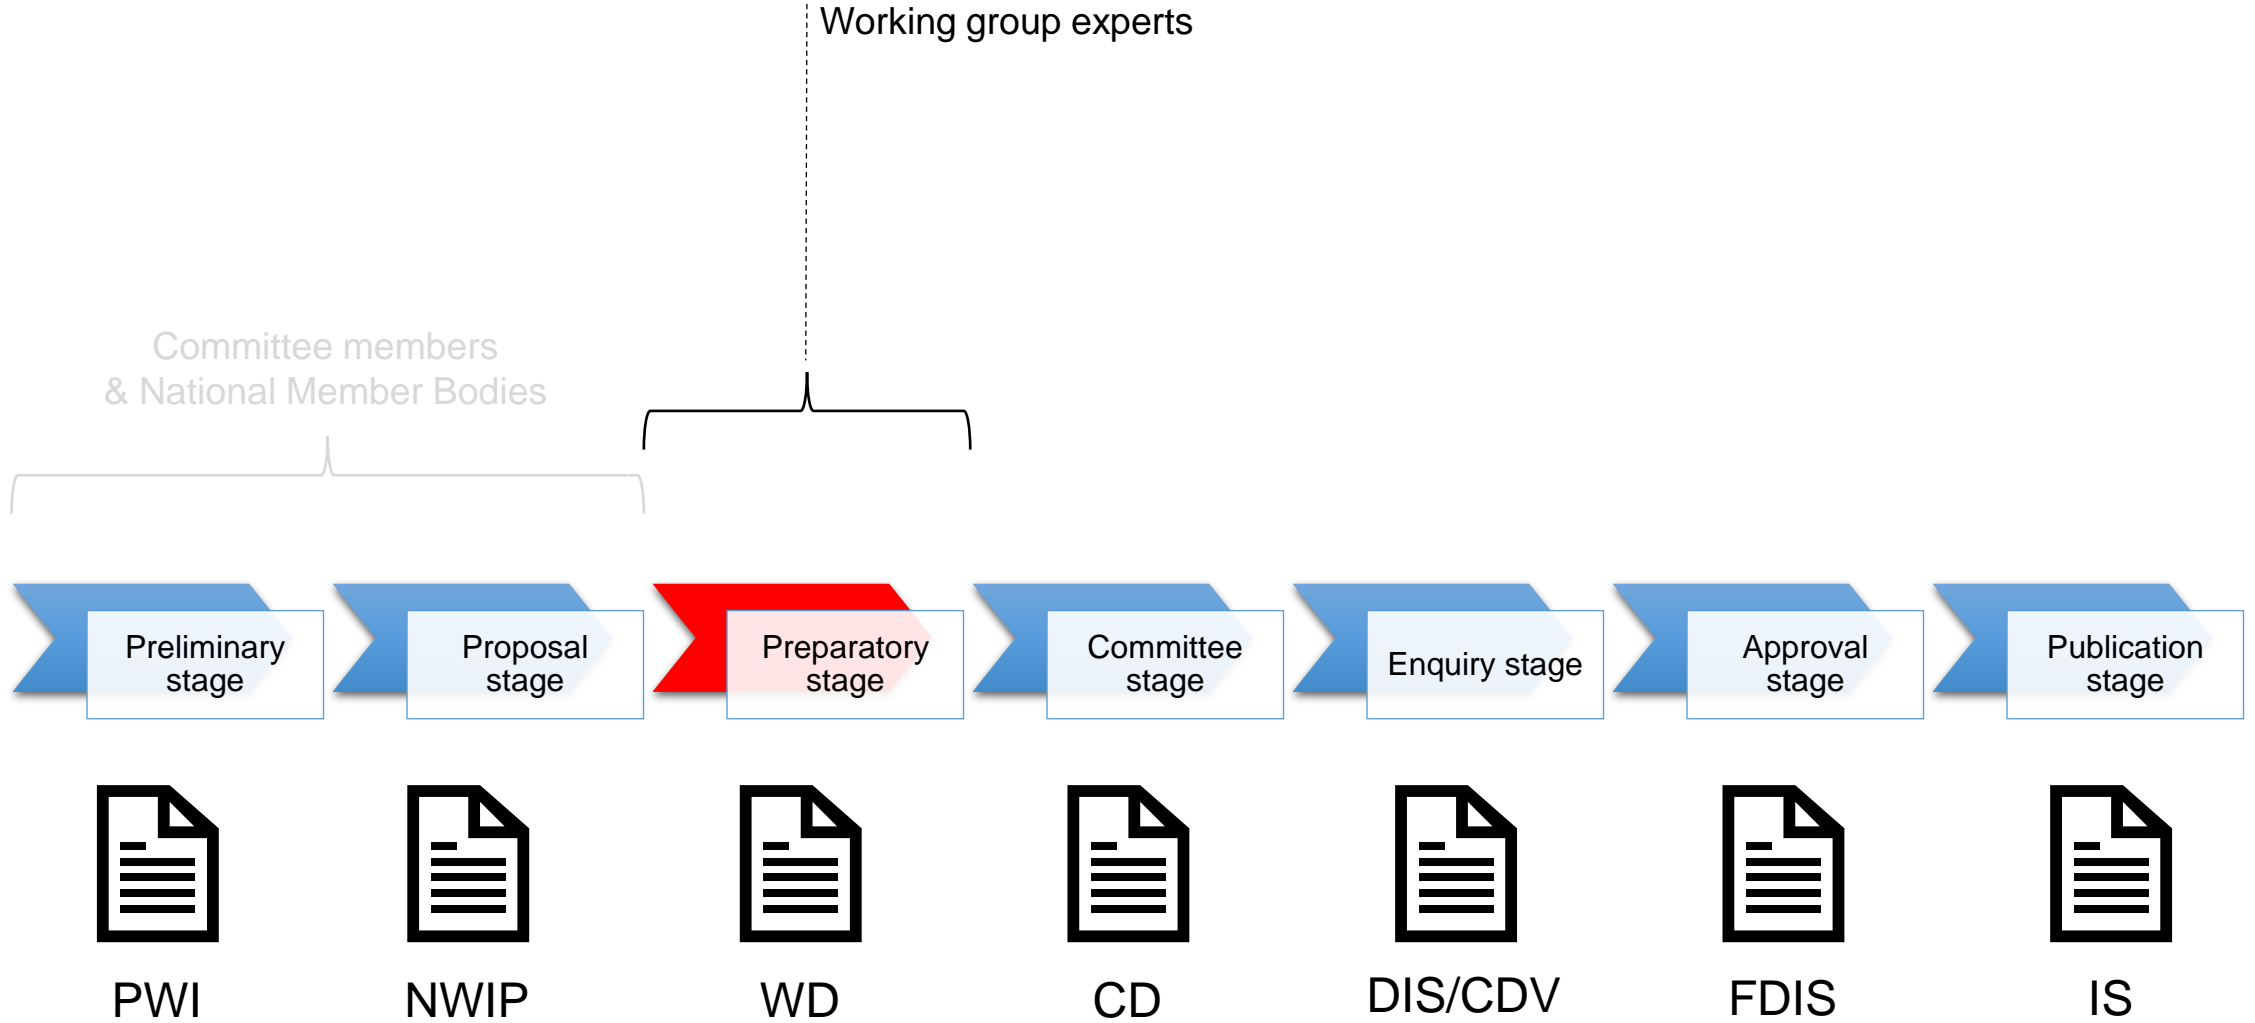 Working group experts
Committee members
& National Member Bodies
Preliminary
stage
Proposal
stage
Preparatory
stage
Committee
stage
Enquiry stage
Approval
stage
Publication
stage
PWI
NWIP
WD
CD
DIS/CDV
FDIS
IS